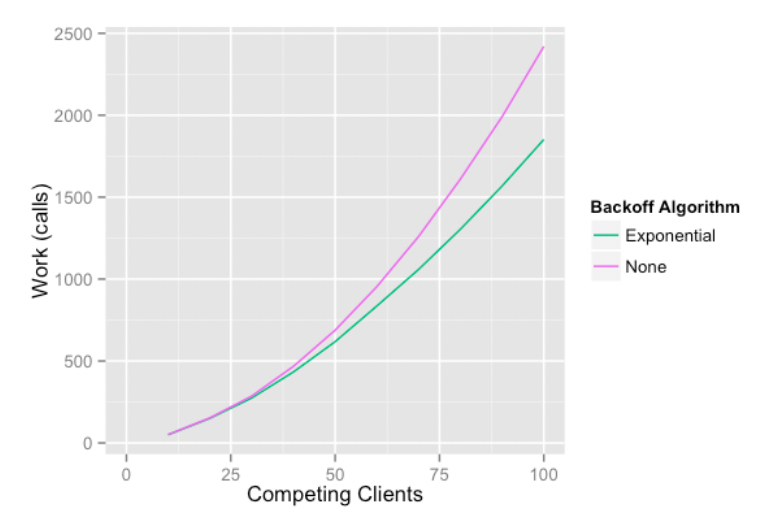 2500
2000
1500
1000
500
0
Work (calls)
0 25 50 75 100
Competing Clients
Backoff Algorithm
Exponential
None